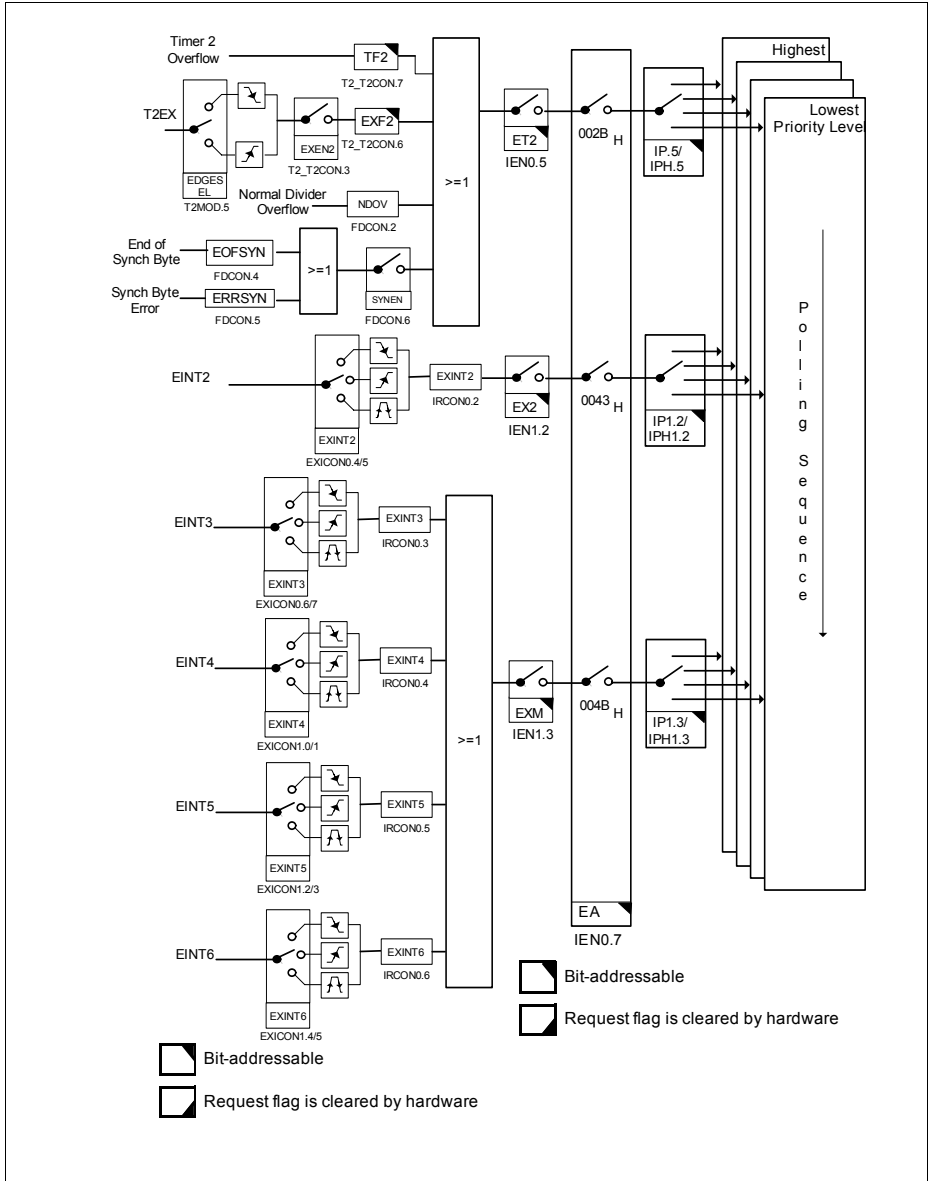 Timer 2
Overflow
TF2
T2_T2CON.7
T2EX
EDGES
EL
T2MOD.5
EXEN2
T2_T2CON.3
EXF2
T2_T2CON.6
Normal Divider
Overflow
NDOV
FDCON.2
End of
Synch Byte
EOFSYN
FDCON.4
Synch Byte
Error
ERRSYN
FDCON.5
>=1
SYNEN
FDCON.6
>=1
ET2
IEN0.5
002B H
IP.5/
IPH.5
Highest
Lowest
Priority Level
Polling Sequence
EINT2
EXINT2
EXICON0.4/5
EXINT2
IRCON0.2
EX2
IEN1.2
0043 H
IP1.2/
IPH1.2
EINT3
EXINT3
EXICON0.6/7
EXINT3
IRCON0.3
EINT4
EXINT4
EXICON1.0/1
EXINT4
IRCON0.4
>=1
EXM
IEN1.3
004B H
IP1.3/
IPH1.3
EINT5
EXINT5
EXICON1.2/3
EXINT5
IRCON0.5
EINT6
EXINT6
EXICON1.4/5
EXINT6
IRCON0.6
EA
IEN0.7
Bit-addressable
Request flag is cleared by hardware
Bit-addressable
Request flag is cleared by hardware